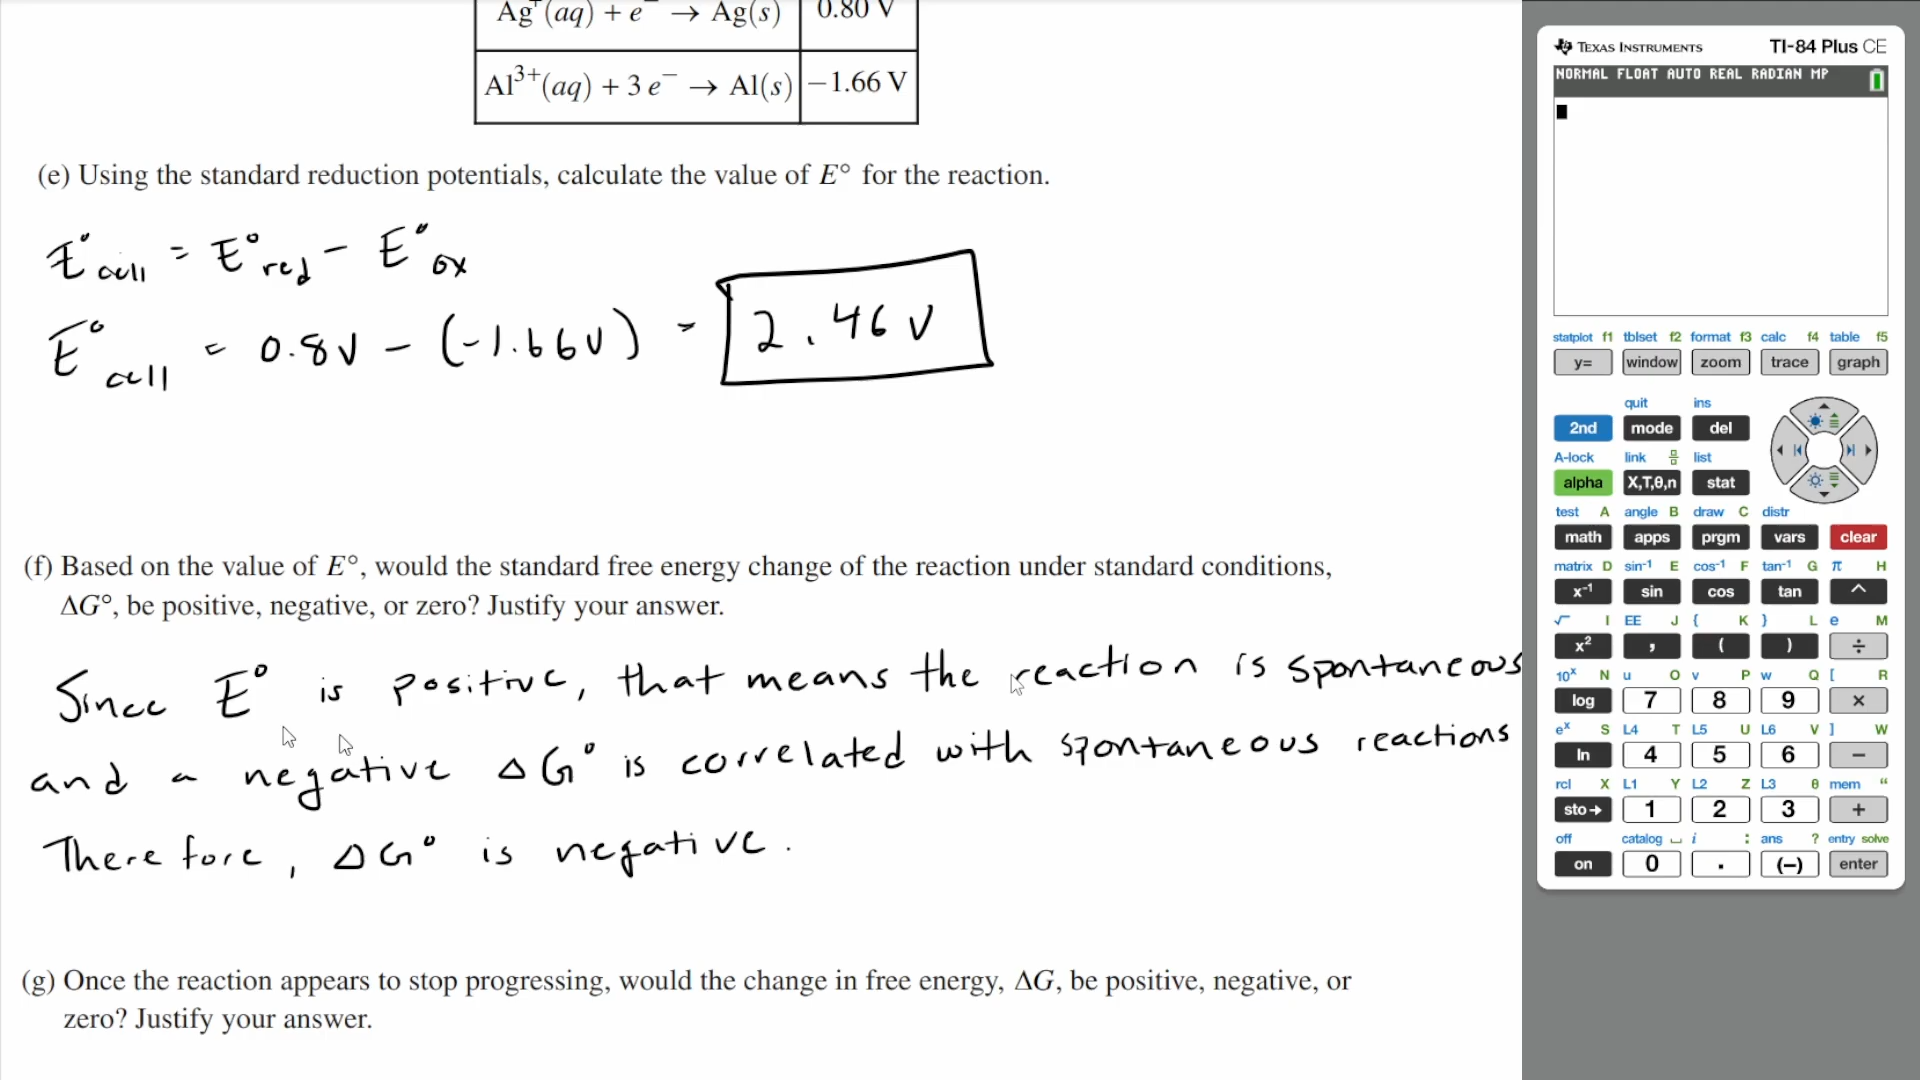 Ag⁺(aq) + e⁻ → Ag(s) 0.80 V
Al³⁺(aq) + 3 e⁻ → Al(s) −1.66 V
(e) Using the standard reduction potentials, calculate the value of E° for the reaction.
E°cell = E°red − E°ox
E°cell = 0.8V − (−1.66V) = 2.46 V
(f) Based on the value of E°, would the standard free energy change of the reaction under standard conditions,
ΔG°, be positive, negative, or zero? Justify your answer.
Since E° is positive, that means the reaction is spontaneous
and a negative ΔG° is correlated with spontaneous reactions
Therefore, ΔG° is negative.
(g) Once the reaction appears to stop progressing, would the change in free energy, ΔG, be positive, negative, or
zero? Justify your answer.
TEXAS INSTRUMENTS TI-84 Plus CE
NORMAL FLOAT AUTO REAL RADIAN MP
statplot f1 tblset f2 format f3 calc f4 table f5
y= window zoom trace graph
quit ins
2nd mode del
A-lock link list
alpha X,T,θ,n stat
test A angle B draw C distr
math apps prgm vars clear
matrix D sin⁻¹ E cos⁻¹ F tan⁻¹ G π H
x⁻¹ sin cos tan ^
√ I EE J { K } L e M
x² , ( ) ÷
10ˣ N u O v P w Q [ R
log 7 8 9 ×
eˣ S L4 T L5 U L6 V ] W
ln 4 5 6 −
rcl X L1 Y L2 Z L3 θ mem “
sto→ 1 2 3 +
off catalog ⌴ i : ans ? entry solve
on 0 . (−) enter